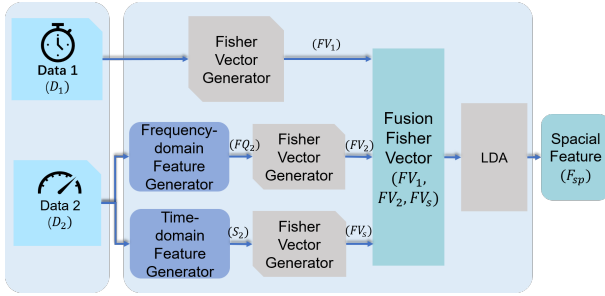 Data 1
(D₁)
Fisher
Vector
Generator
(FV₁)
Data 2
(D₂)
Frequency-
domain
Feature
Generator
(FQ₂)
Fisher
Vector
Generator
(FV₂)
Time-
domain
Feature
Generator
(S₂)
Fisher
Vector
Generator
(FVₛ)
Fusion
Fisher
Vector
(FV₁,
FV₂, FVₛ)
LDA
Spacial
Feature
(Fₛₚ)